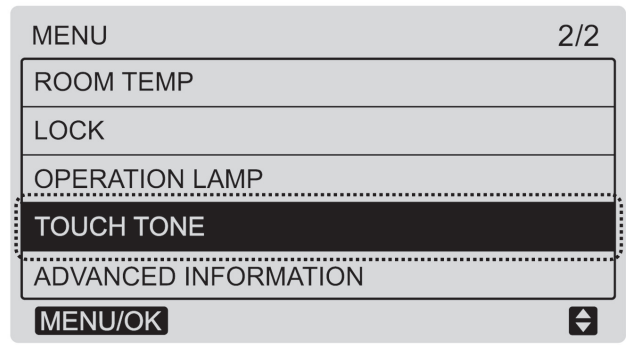 MENU 2/2
ROOM TEMP
LOCK
OPERATION LAMP
TOUCH TONE
ADVANCED INFORMATION
MENU/OK